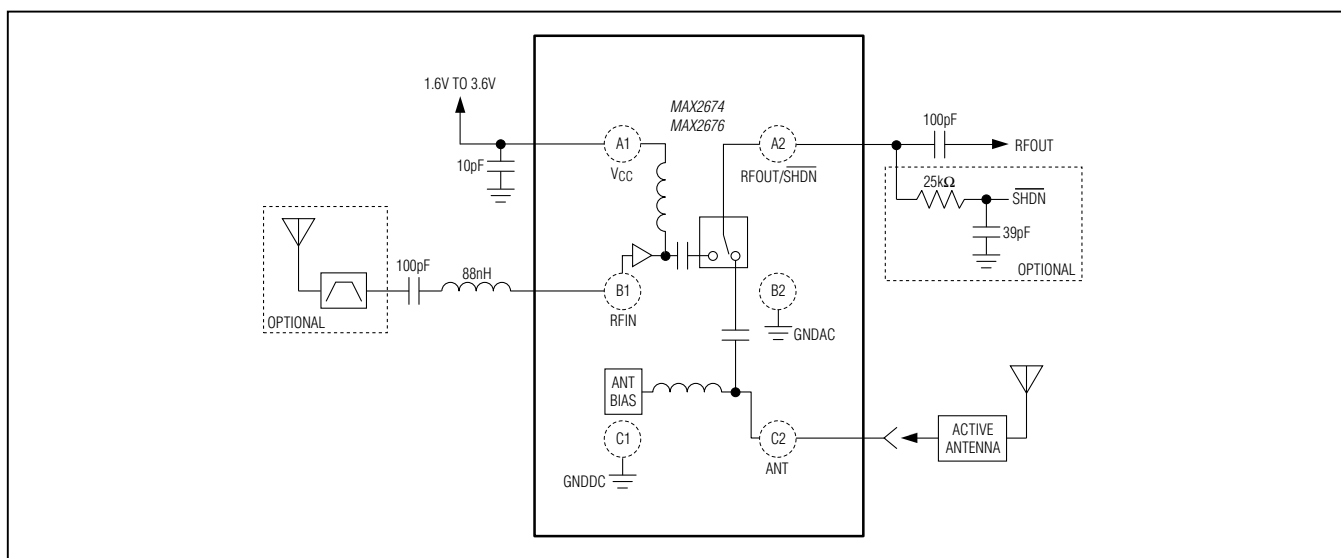 1.6V TO 3.6V
10pF
A1
VCC
MAX2674
MAX2676
A2
RFOUT/SHDN
100pF
RFOUT
25kΩ
SHDN
39pF
OPTIONAL
OPTIONAL
100pF
88nH
B1
RFIN
B2
GNDAC
ANT
BIAS
C1
GNDDC
C2
ANT
ACTIVE
ANTENNA